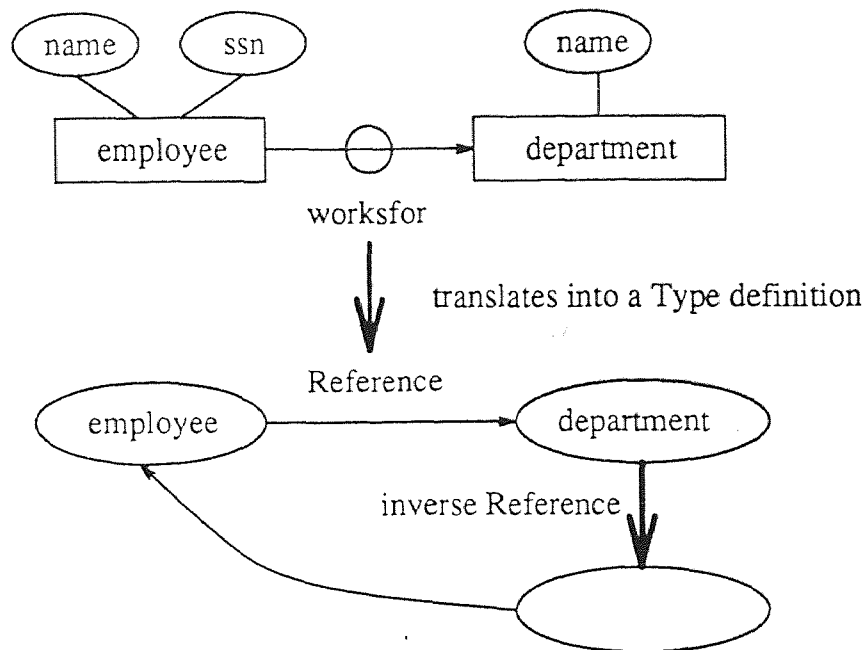 name
ssn
name
employee
department
worksfor
translates into a Type definition
Reference
employee
department
inverse Reference